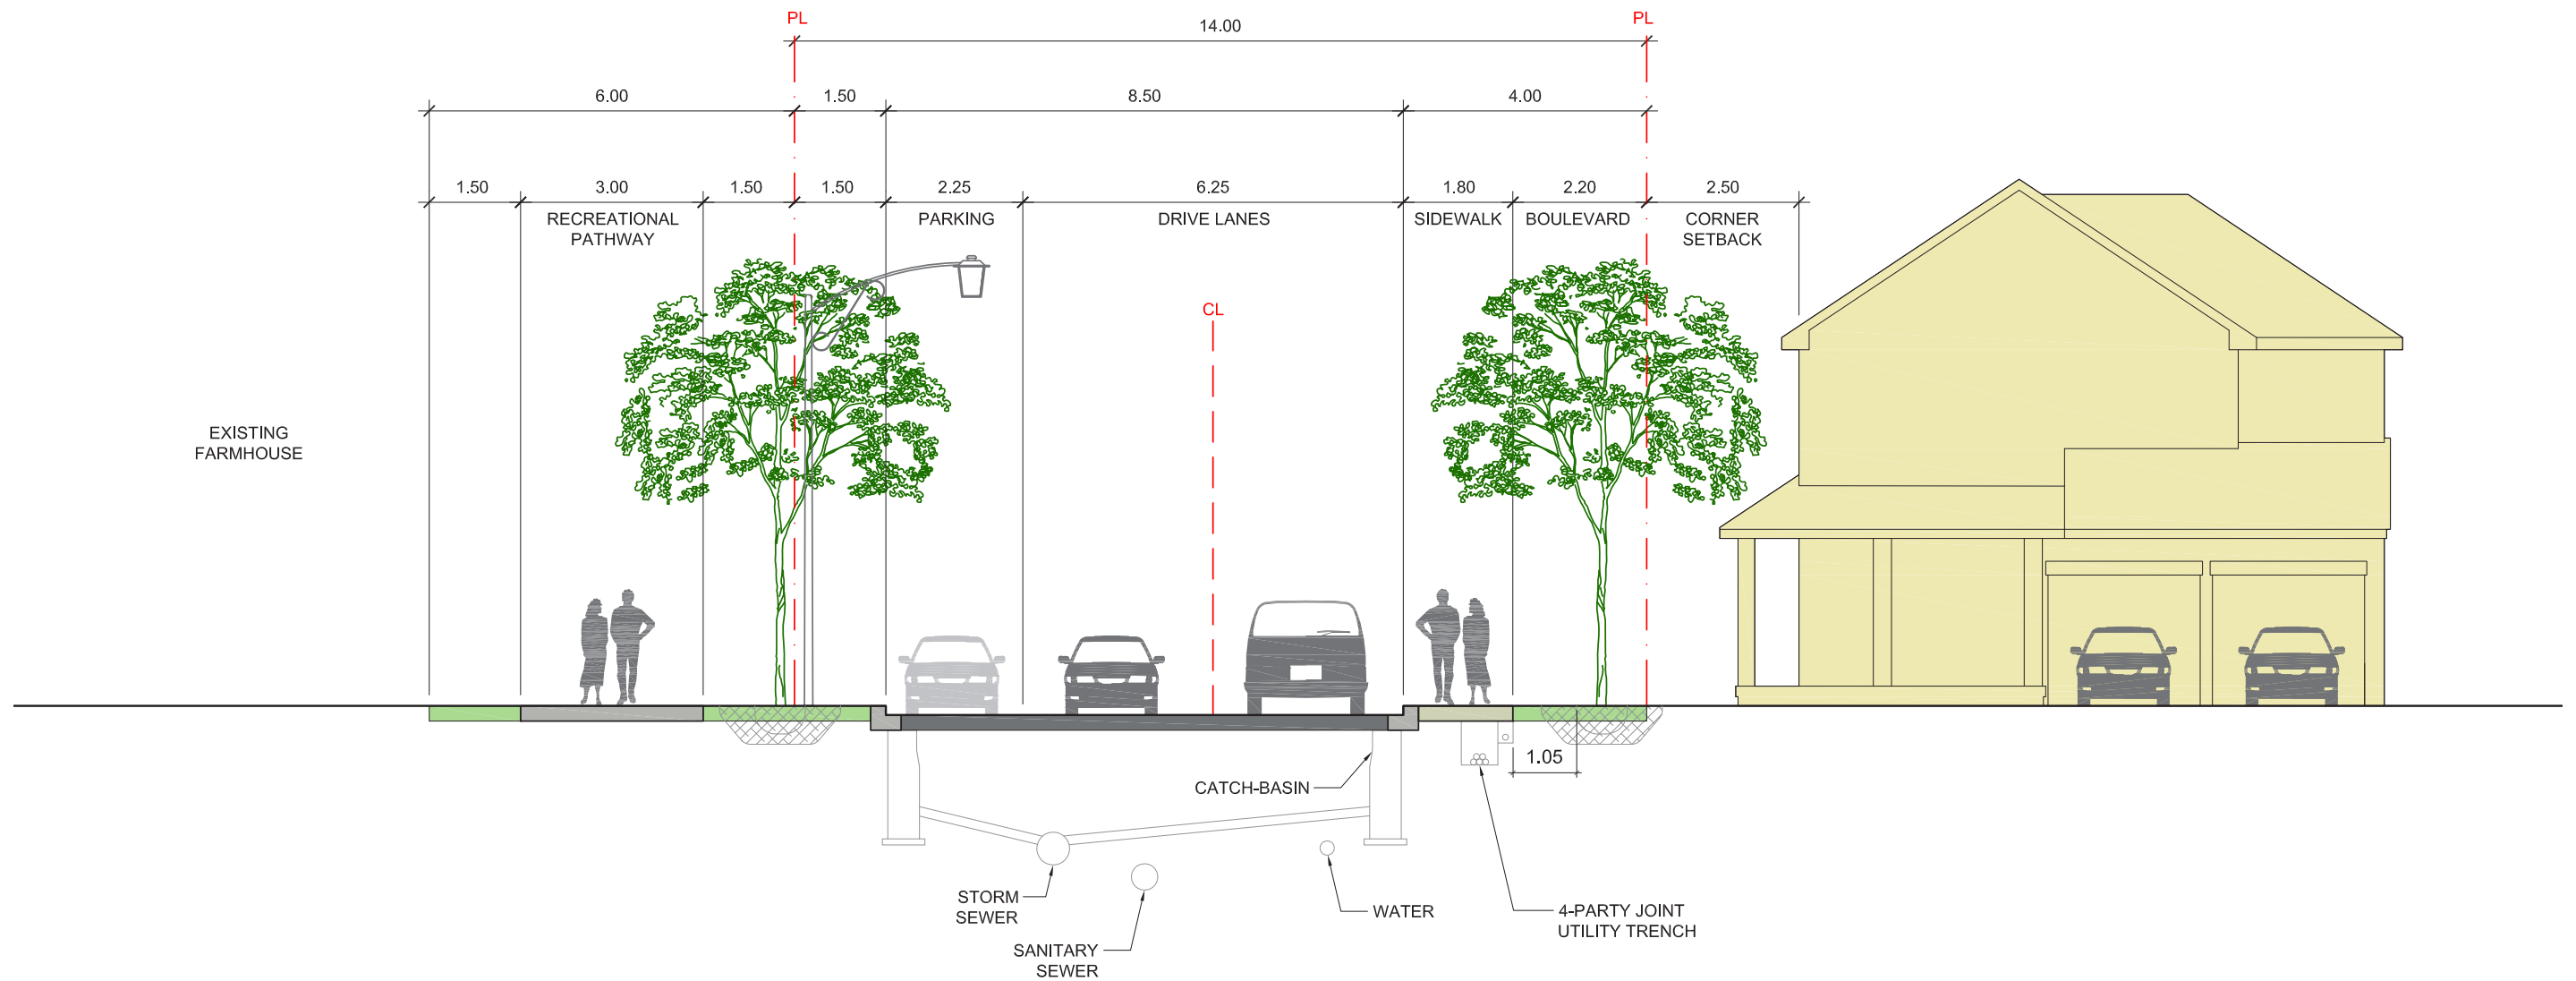 PL
PL
14.00
6.00
1.50
8.50
4.00
1.50
3.00
1.50
1.50
2.25
6.25
1.80
2.20
2.50
RECREATIONAL
PATHWAY
PARKING
DRIVE LANES
SIDEWALK
BOULEVARD
CORNER
SETBACK
CL
EXISTING
FARMHOUSE
1.05
CATCH-BASIN
STORM
SEWER
SANITARY
SEWER
WATER
4-PARTY JOINT
UTILITY TRENCH